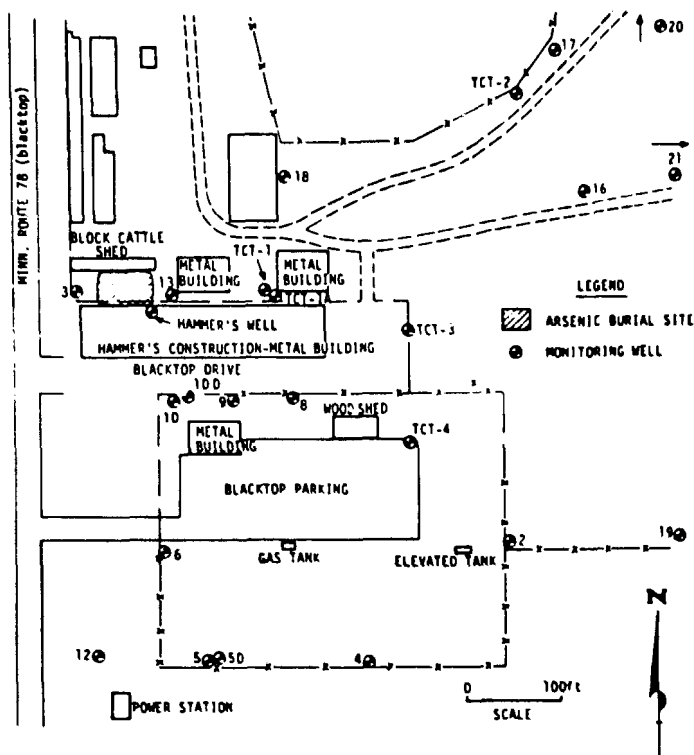 20
17
TCT-2
21
MINN. ROUTE 78 (blacktop)
16
18
BLOCK CATTLE
SHED
TCT-1
METAL
BUILDING
METAL
BUILDING
LEGEND
3
13
TCT-1A
ARSENIC BURIAL SITE
HAMMER'S WELL
TCT-3
MONITORING WELL
HAMMER'S CONSTRUCTION-METAL BUILDING
BLACKTOP DRIVE
10D
10
9
8
WOOD SHED
METAL
BUILDING
TCT-4
BLACKTOP PARKING
19
2
6
GAS TANK
ELEVATED TANK
N
12
5
5D
4
0 100ft
SCALE
POWER STATION